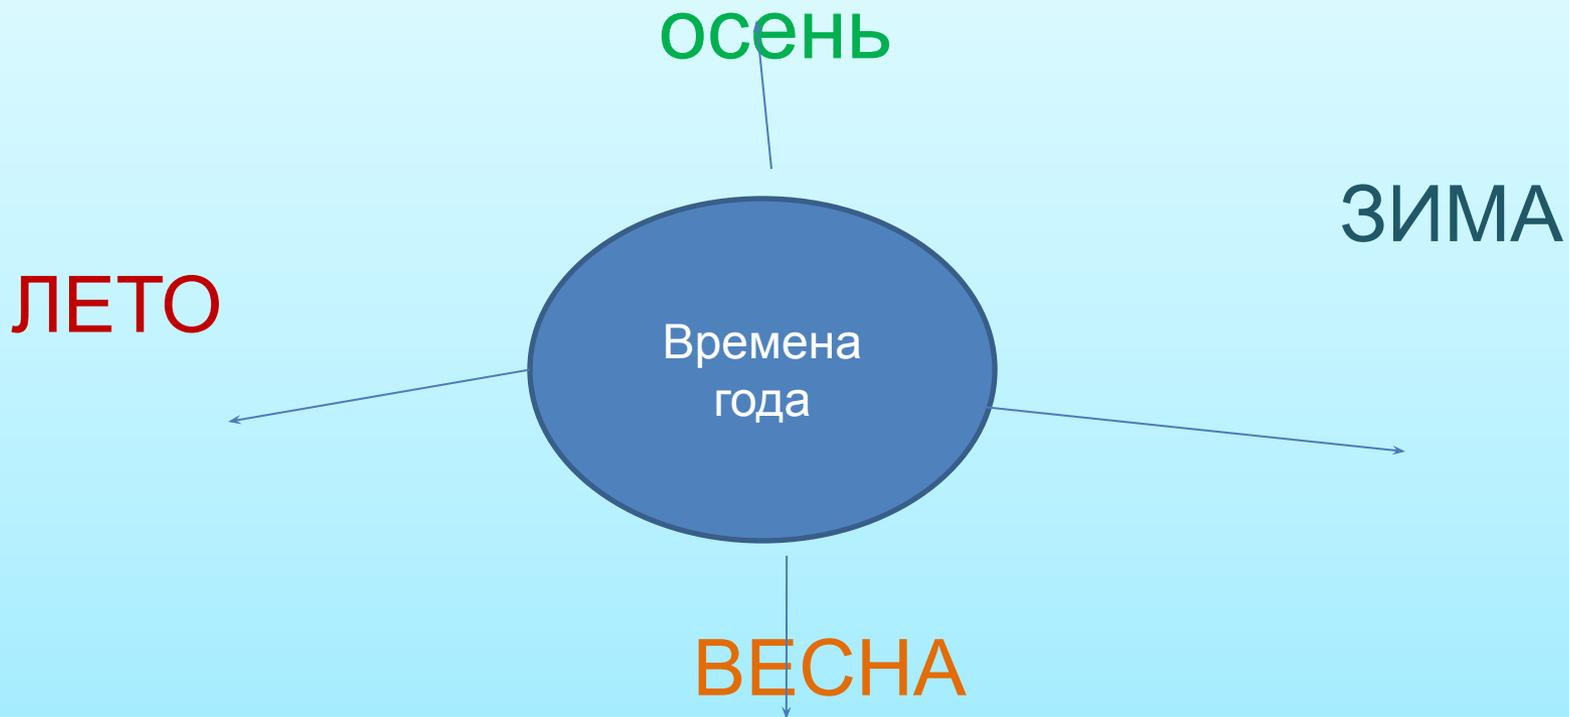 осень
ЗИМА
ЛЕТО
Времена
года
ВЕСНА